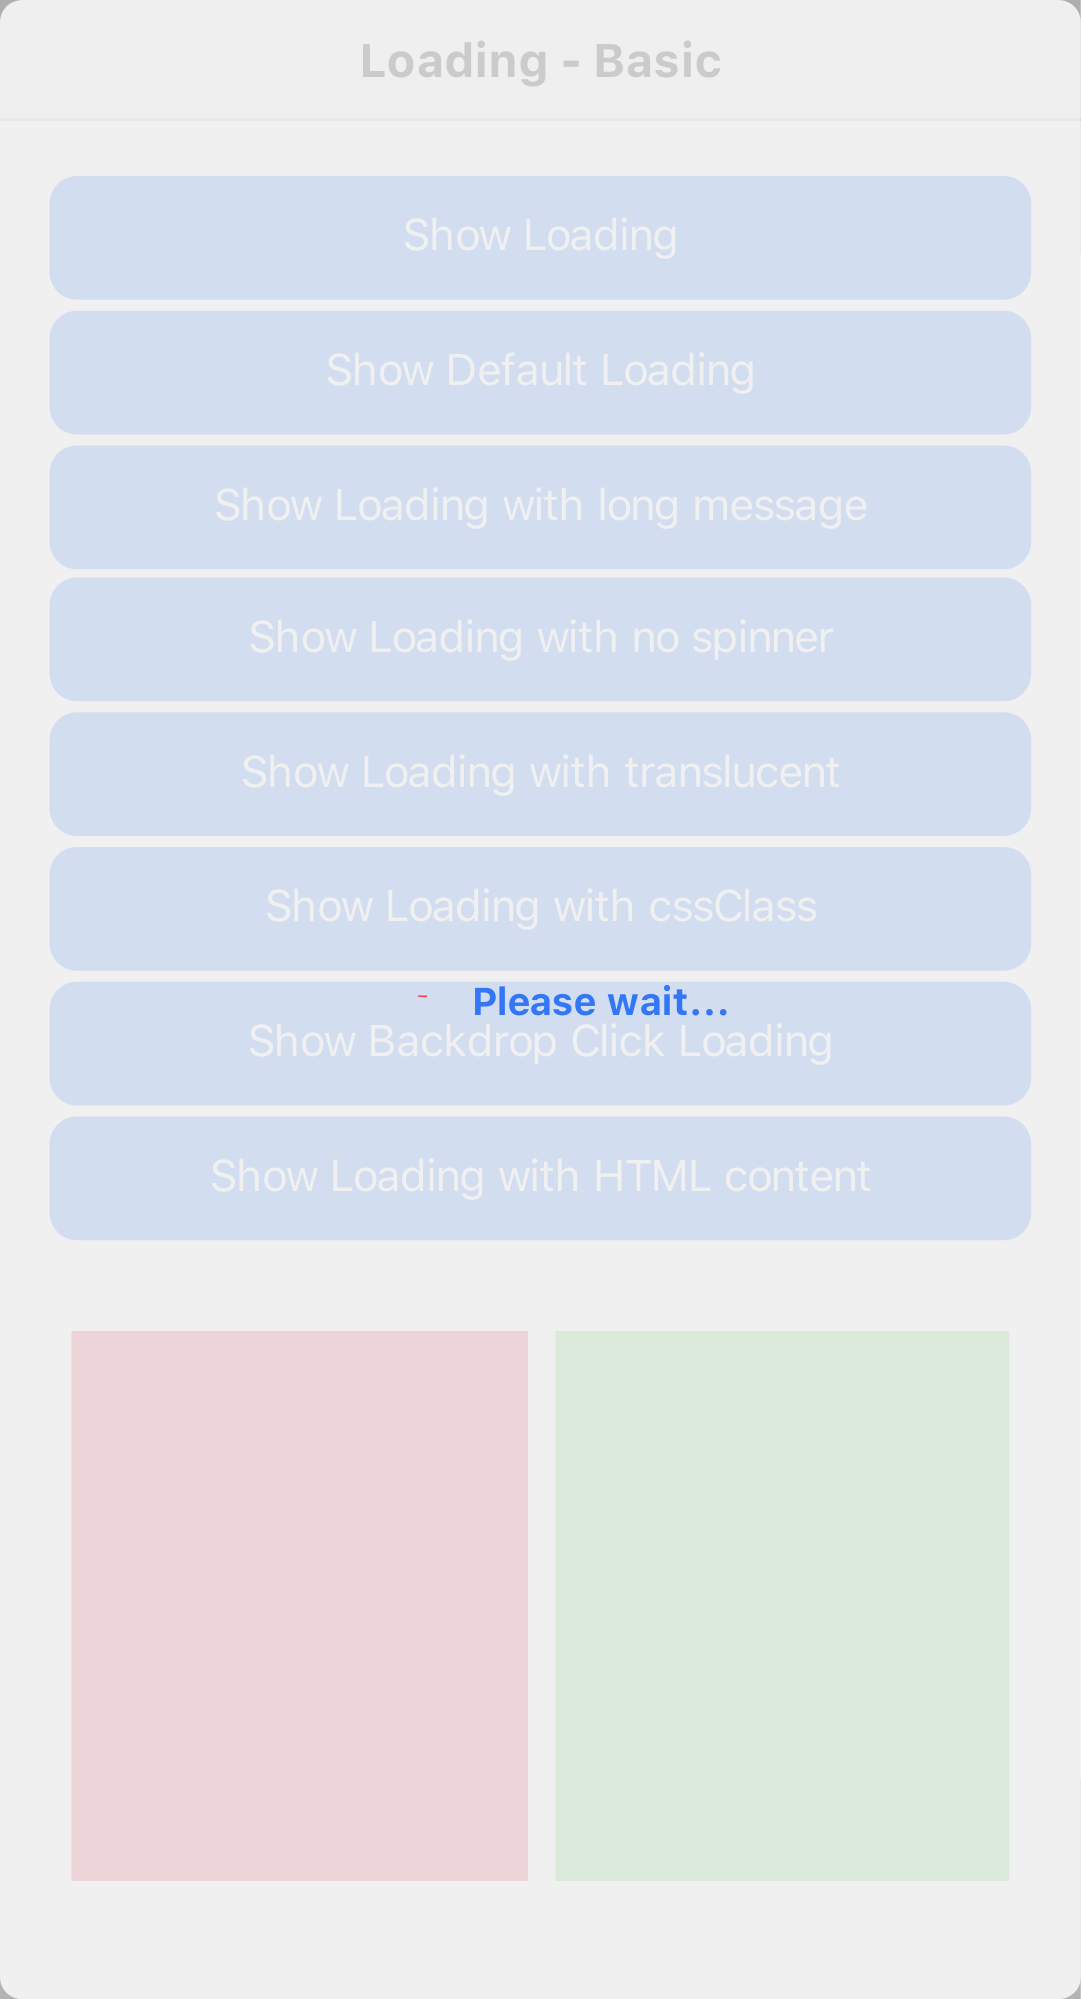 Loading - Basic
Show Loading
Show Default Loading
Show Loading with long message
Show Loading with no spinner
Show Loading with translucent
Show Loading with cssClass
Please wait...
Show Backdrop Click Loading
Show Loading with HTML content